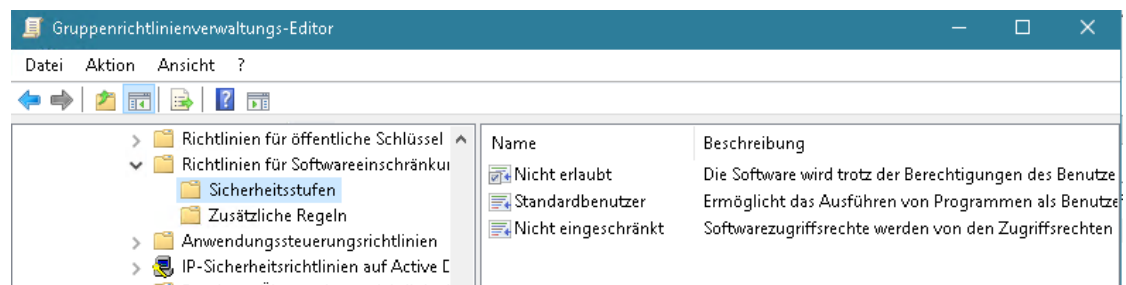 Gruppenrichtlinienverwaltungs-Editor
Datei Aktion Ansicht ?
Richtlinien für öffentliche Schlüssel
Richtlinien für Softwareeinschränku
Sicherheitsstufen
Zusätzliche Regeln
Anwendungssteuerungsrichtlinien
IP-Sicherheitsrichtlinien auf Active D
Name Beschreibung
Nicht erlaubt Die Software wird trotz der Berechtigungen des Benutze
Standardbenutzer Ermöglicht das Ausführen von Programmen als Benutze
Nicht eingeschränkt Softwarezugriffsrechte werden von den Zugriffsrechten